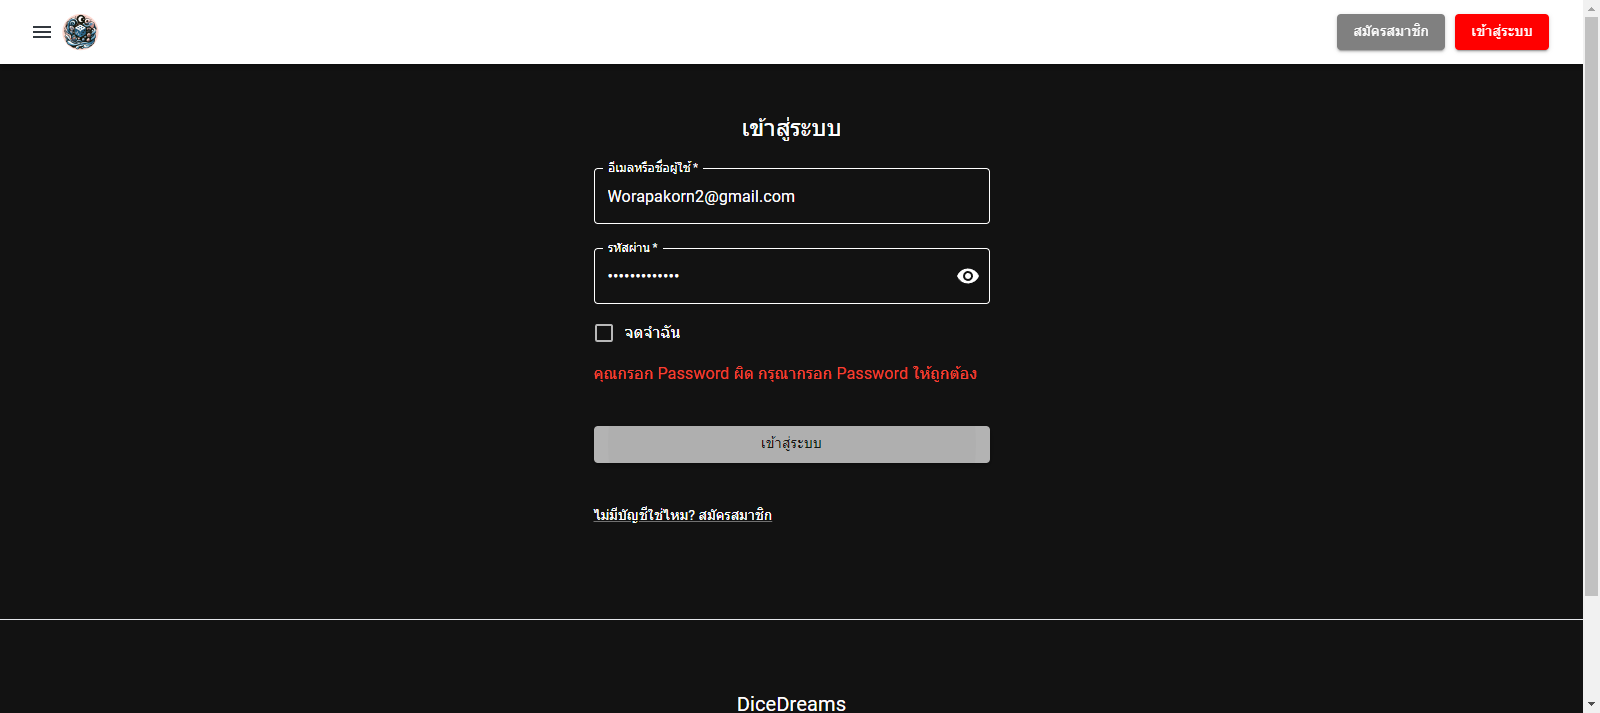 สมัครสมาชิก
เข้าสู่ระบบ
เข้าสู่ระบบ
อีเมลหรือชื่อผู้ใช้ *
Worapakorn2@gmail.com
รหัสผ่าน *
•••••••••••••
จดจำฉัน
คุณกรอก Password ผิด กรุณากรอก Password ให้ถูกต้อง
เข้าสู่ระบบ
ไม่มีบัญชีใช่ไหม? สมัครสมาชิก
DiceDreams